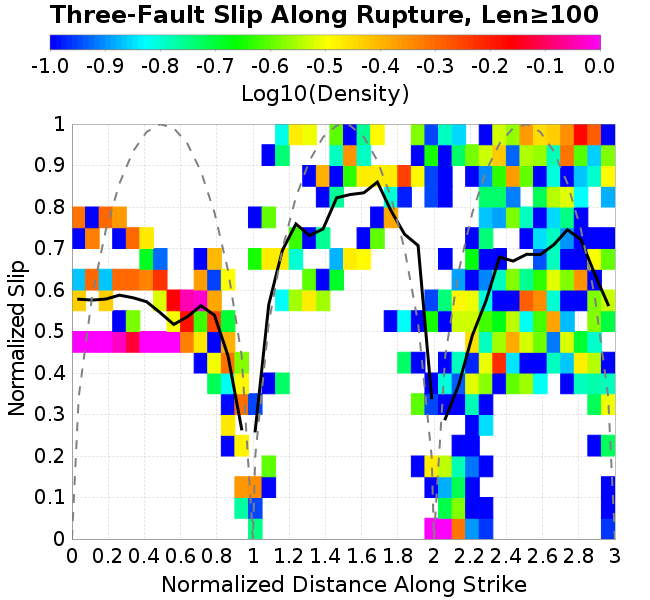 Three-Fault Slip Along Rupture, Len≥100
-1.0 -0.9 -0.8 -0.7 -0.6 -0.5 -0.4 -0.3 -0.2 -0.1 0.0
Log10(Density)
Normalized Slip
1
0.9
0.8
0.7
0.6
0.5
0.4
0.3
0.2
0.1
0
0 0.2 0.4 0.6 0.8 1 1.2 1.4 1.6 1.8 2 2.2 2.4 2.6 2.8 3
Normalized Distance Along Strike